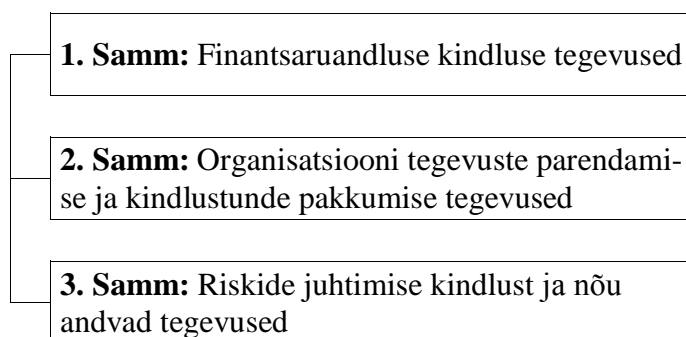 1. Samm: Finantsaruandluse kindluse tegevused
2. Samm: Organisatsiooni tegevuste parendami-
se ja kindlustunde pakkumise tegevused
3. Samm: Riskide juhtimise kindlust ja nõu
andvad tegevused